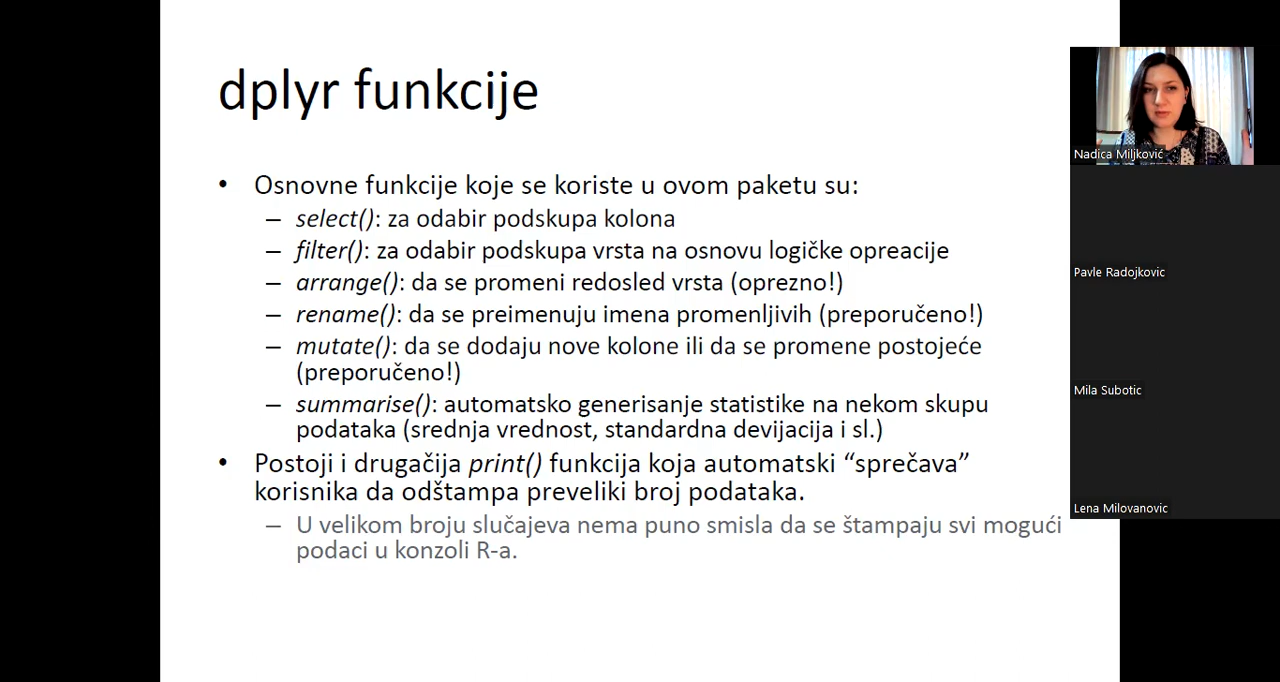 dplyr funkcije
• Osnovne funkcije koje se koriste u ovom paketu su:
– select(): za odabir podskupa kolona
– filter(): za odabir podskupa vrsta na osnovu logičke opreacije
– arrange(): da se promeni redosled vrsta (oprezno!)
– rename(): da se preimenuju imena promenljivih (preporučeno!)
– mutate(): da se dodaju nove kolone ili da se promene postojeće
(preporučeno!)
– summarise(): automatsko generisanje statistike na nekom skupu
podataka (srednja vrednost, standardna devijacija i sl.)
• Postoji i drugačija print() funkcija koja automatski “sprečava”
korisnika da odštampa preveliki broj podataka.
– U velikom broju slučajeva nema puno smisla da se štampaju svi mogući
podaci u konzoli R-a.
Nadica Miljković
Pavle Radojkovic
Mila Subotic
Lena Milovanovic